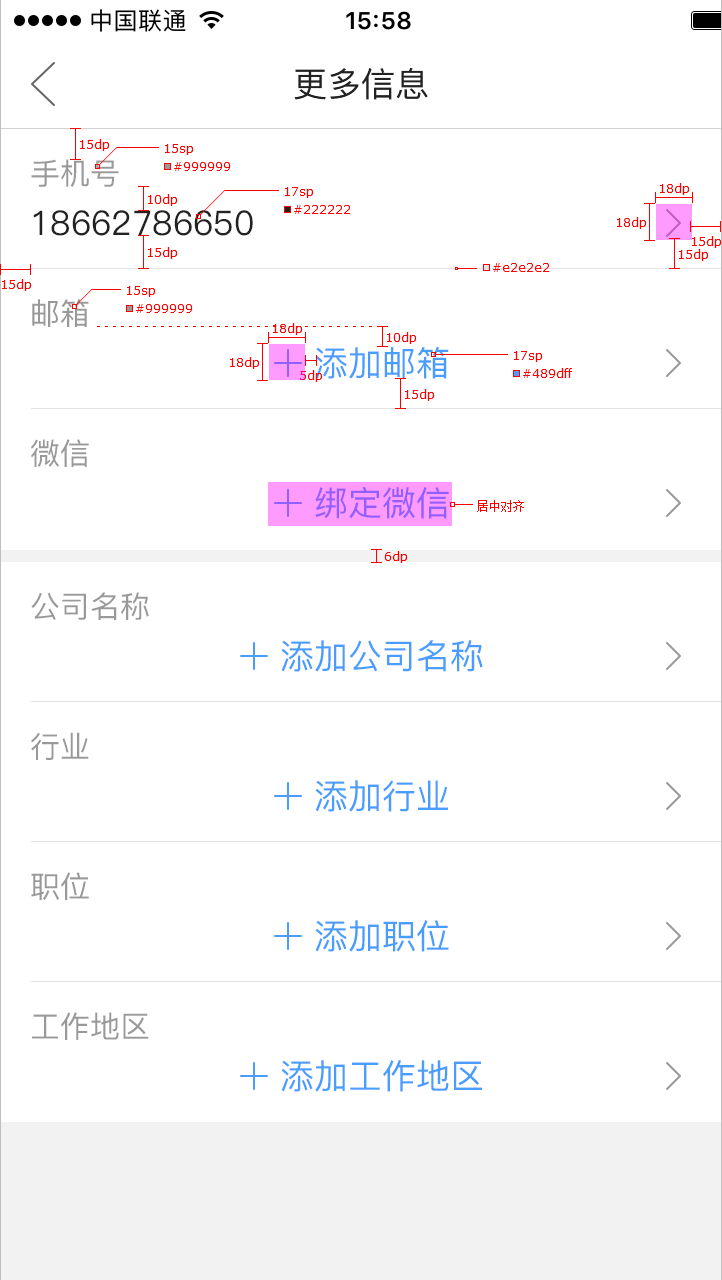 中国联通 15:58
更多信息
15dp 15sp
#999999
手机号 18dp
10dp 17sp
#222222
18dp
18662786650
15dp
15dp 15dp
#e2e2e2
15dp
15sp
#999999
邮箱
18dp
10dp
18dp
+ 添加邮箱
17sp
5dp
#489dff
15dp
微信
+ 绑定微信
居中对齐
6dp
公司名称
+ 添加公司名称
行业
+ 添加行业
职位
+ 添加职位
工作地区
+ 添加工作地区